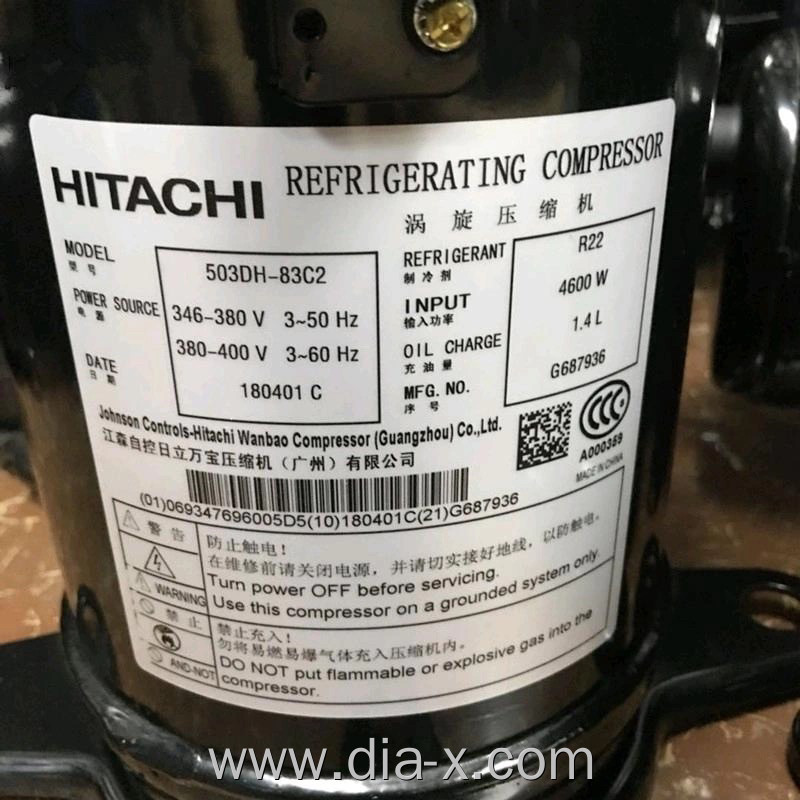 HITACHI REFRIGERATING COMPRESSOR
涡旋压缩机
MODEL 型号 503DH-83C2
POWER SOURCE 电源 346-380 V 3~50 Hz
380-400 V 3~60 Hz
DATE 日期 180401 C
REFRIGERANT 制冷剂 R22
INPUT 输入功率 4600 W
OIL CHARGE 充油量 1.4 L
MFG. NO. 序号 G687936
Johnson Controls-Hitachi Wanbao Compressor (Guangzhou) Co.,Ltd.
江森自控日立万宝压缩机（广州）有限公司
CCC
A000369
MADE IN CHINA
(01)069347696005D5(10)180401C(21)G687936
警告
WARNING
防止触电!
在维修前请关闭电源，并请切实接好地线，以防触电.
Turn power OFF before servicing.
Use this compressor on a grounded system only.
禁止
AND-NOT
禁止充入!
勿将易燃易爆气体充入压缩机内。
DO NOT put flammable or explosive gas into the
compressor.
www.dia-x.com